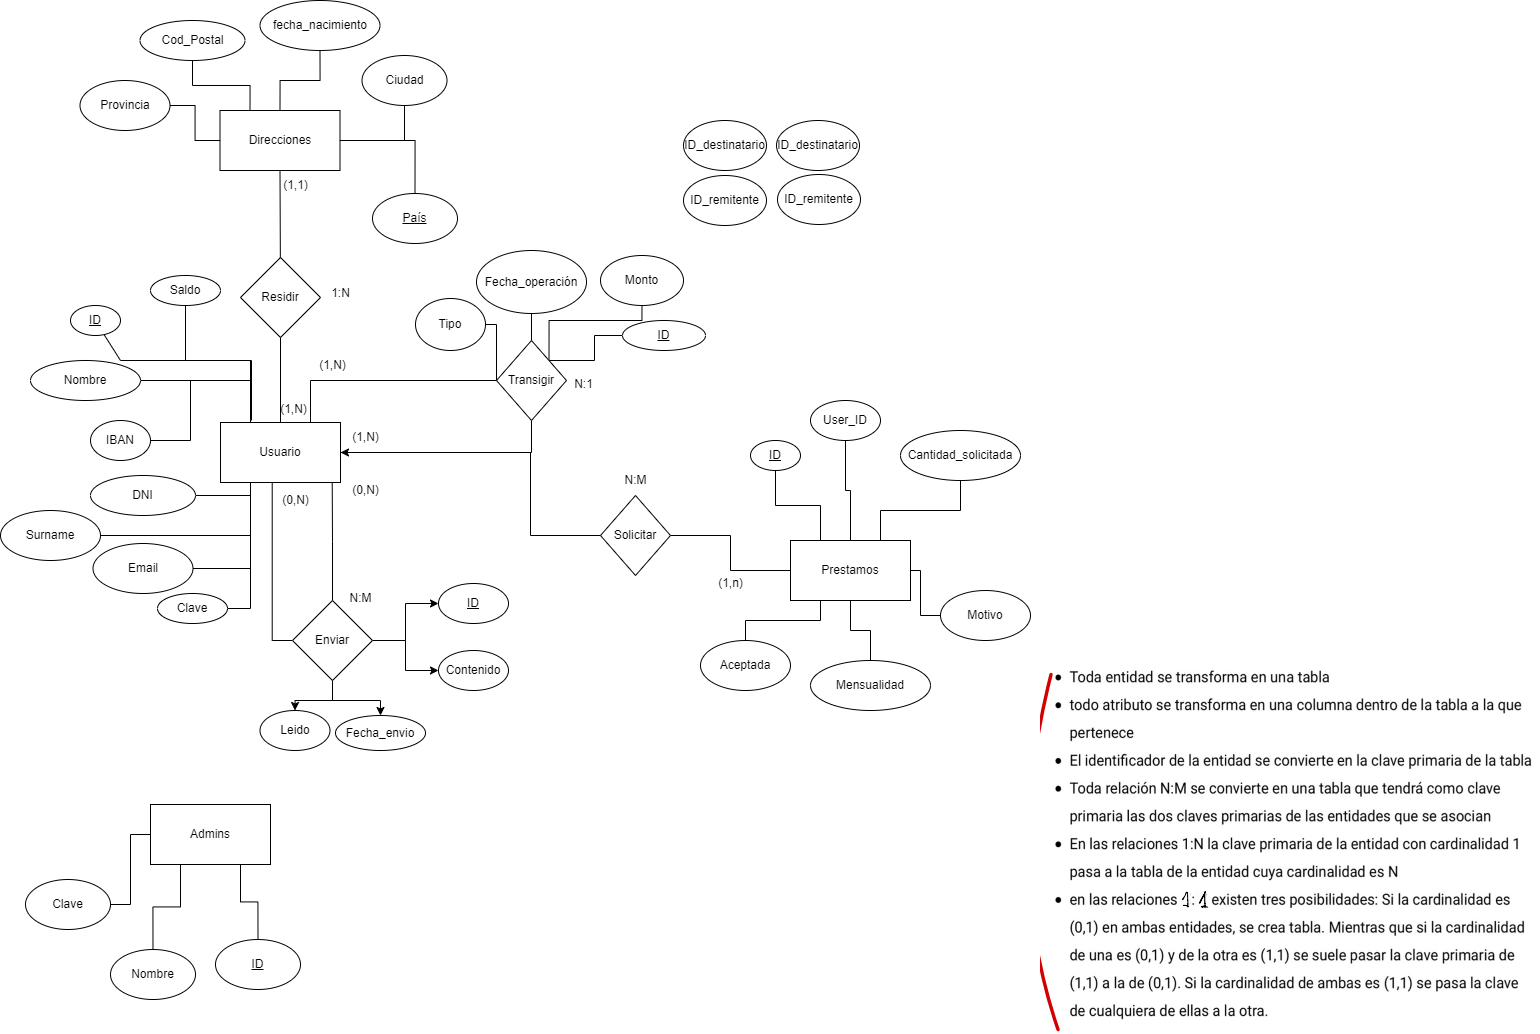 fecha_nacimiento
Cod_Postal
Ciudad
Provincia
Direcciones
ID_destinatario
ID_destinatario
(1,1)
ID_remitente
ID_remitente
País
Fecha_operación
Monto
Saldo
Residir
1:N
ID
Tipo
ID
(1,N)
Nombre
Transigir
N:1
(1,N)
User_ID
IBAN
(1,N)
Usuario
ID
Cantidad_solicitada
N:M
(0,N)
(0,N)
DNI
Surname
Solicitar
Email
Prestamos
(1,n)
Clave
N:M
ID
Motivo
Enviar
Contenido
Aceptada
Mensualidad
Leido
Fecha_envio
Admins
Clave
Nombre
ID
• Toda entidad se transforma en una tabla
• todo atributo se transforma en una columna dentro de la tabla a la que
pertenece
• El identificador de la entidad se convierte en la clave primaria de la tabla
• Toda relación N:M se convierte en una tabla que tendrá como clave
primaria las dos claves primarias de las entidades que se asocian
• En las relaciones 1:N la clave primaria de la entidad con cardinalidad 1
pasa a la tabla de la entidad cuya cardinalidad es N
• en las relaciones 1:1 existen tres posibilidades: Si la cardinalidad es
(0,1) en ambas entidades, se crea tabla. Mientras que si la cardinalidad
de una es (0,1) y de la otra es (1,1) se suele pasar la clave primaria de
(1,1) a la de (0,1). Si la cardinalidad de ambas es (1,1) se pasa la clave
de cualquiera de ellas a la otra.